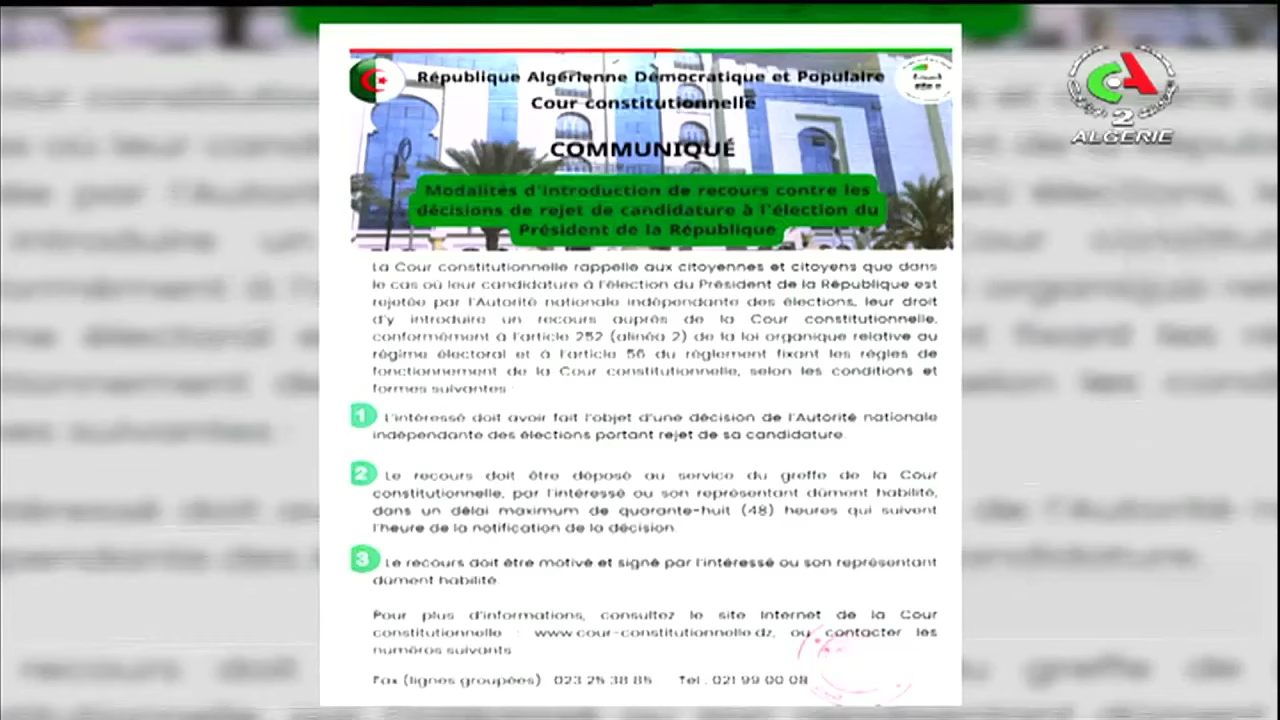 République Algérienne Démocratique et Populaire
Cour constitutionnelle
COMMUNIQUÉ
Modalités d'introduction de recours contre les
décisions de rejet de candidature à l'élection du
Président de la République
La Cour constitutionnelle rappelle aux citoyennes et citoyens que dans
le cas où leur candidature à l'élection du Président de la République est
rejetée par l'Autorité nationale indépendante des élections, leur droit
d'y introduire un recours auprès de la Cour constitutionnelle,
conformément à l'article 252 (alinéa 2) de la loi organique relative au
régime électoral et à l'article 56 du règlement fixant les règles de
fonctionnement de la Cour constitutionnelle, selon les conditions et
formes suivantes :
1 L'intéressé doit avoir fait l'objet d'une décision de l'Autorité nationale
indépendante des élections portant rejet de sa candidature.
2 Le recours doit être déposé au service du greffe de la Cour
constitutionnelle, par l'intéressé ou son représentant dûment habilité,
dans un délai maximum de quarante-huit (48) heures qui suivent
l'heure de la notification de la décision.
3 Le recours doit être motivé et signé par l'intéressé ou son représentant
dûment habilité.
Pour plus d'informations, consultez le site Internet de la Cour
constitutionnelle : www.cour-constitutionnelle.dz, ou contacter les
numéros suivants
Fax (lignes groupées) 023 25 38 85 Tel : 021 99 00 08
2
ALGERIE